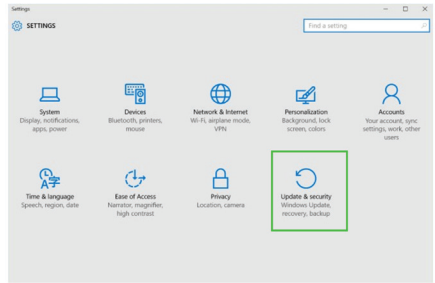 Settings
SETTINGS
Find a setting
System
Display, notifications,
apps, power
Devices
Bluetooth, printers,
mouse
Network & Internet
Wi-Fi, airplane mode,
VPN
Personalization
Background, lock
screen, colors
Accounts
Your account, sync
settings, work, other
users
A字
Time & language
Speech, region, date
Ease of Access
Narrator, magnifier,
high contrast
Privacy
Location, camera
Update & security
Windows Update,
recovery, backup